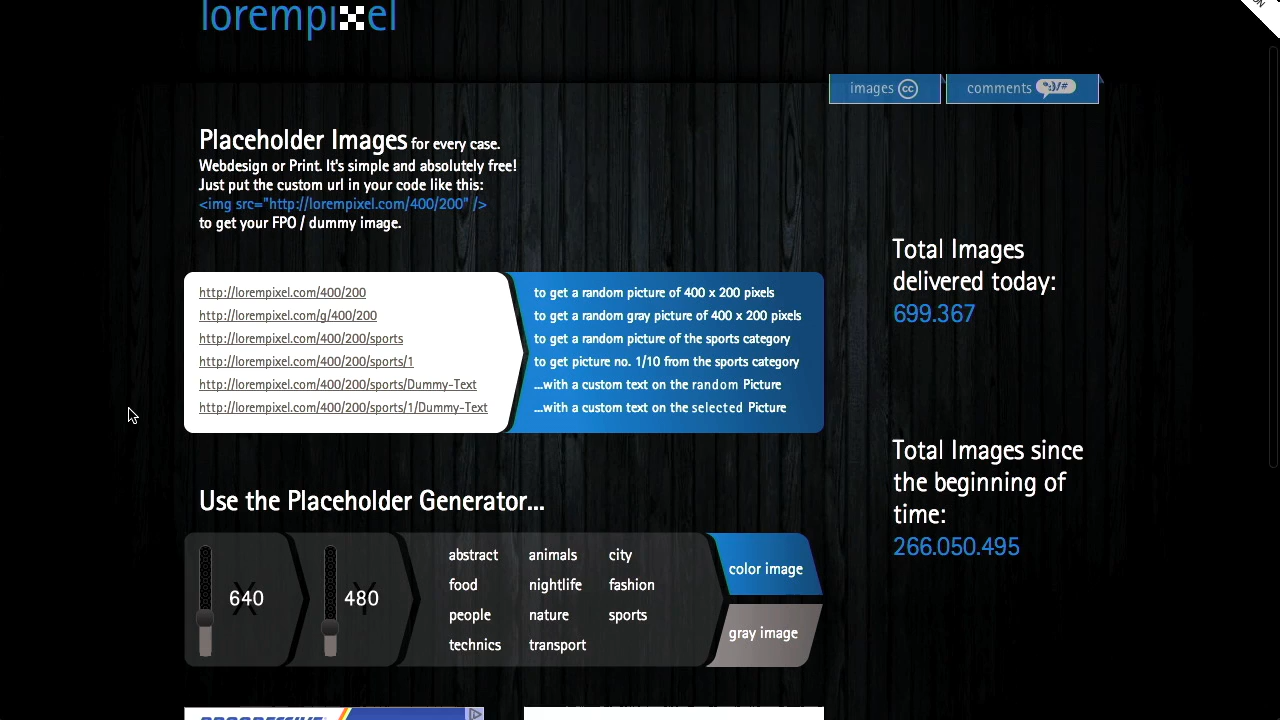 lorempixel
ON
images cc
comments
Placeholder Images for every case.
Webdesign or Print. It's simple and absolutely free!
Just put the custom url in your code like this:
<img src="http://lorempixel.com/400/200" />
to get your FPO / dummy image.
http://lorempixel.com/400/200 to get a random picture of 400 x 200 pixels
http://lorempixel.com/g/400/200 to get a random gray picture of 400 x 200 pixels
http://lorempixel.com/400/200/sports to get a random picture of the sports category
http://lorempixel.com/400/200/sports/1 to get picture no. 1/10 from the sports category
http://lorempixel.com/400/200/sports/Dummy-Text ...with a custom text on the random Picture
http://lorempixel.com/400/200/sports/1/Dummy-Text ...with a custom text on the selected Picture
Total Images
delivered today:
699.367
Total Images since
the beginning of
time:
266.050.495
Use the Placeholder Generator...
X 640
Y 480
abstract animals city
food nightlife fashion
people nature sports
technics transport
color image
gray image
PROGRESSIVE